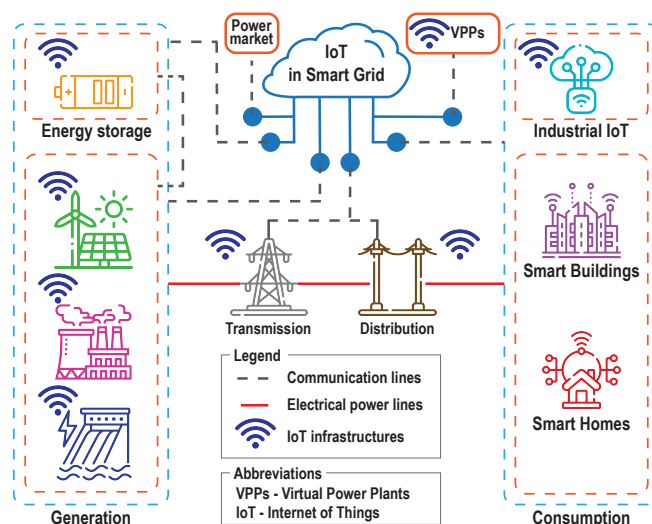 Power
market
IoT
in Smart Grid
VPPs
Energy storage
Industrial IoT
Smart Buildings
Transmission
Distribution
Legend
Communication lines
Electrical power lines
IoT infrastructures
Smart Homes
Abbreviations
VPPs - Virtual Power Plants
IoT - Internet of Things
Generation
Consumption